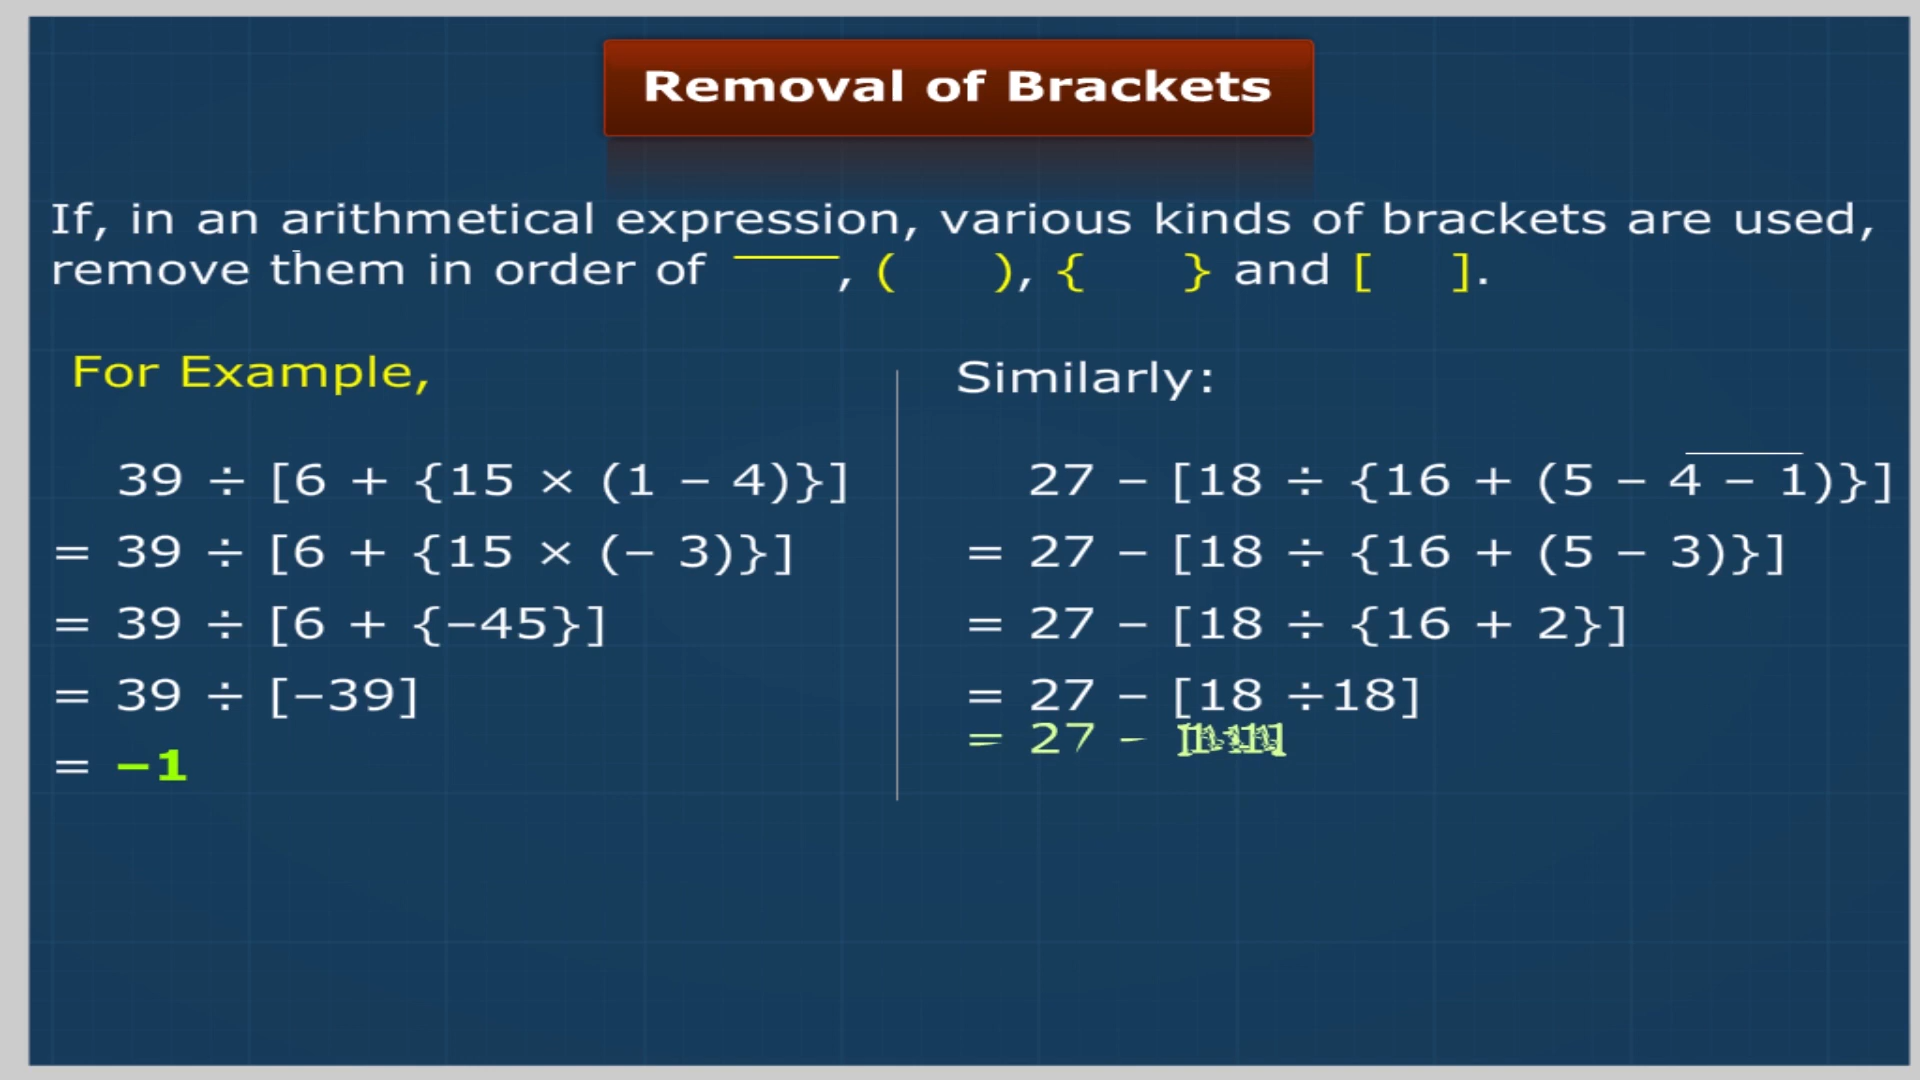 Removal of Brackets
If, in an arithmetical expression, various kinds of brackets are used,
remove them in order of ‾‾‾‾, ( ), { } and [ ].
For Example,
39 ÷ [6 + {15 × (1 – 4)}]
= 39 ÷ [6 + {15 × (– 3)}]
= 39 ÷ [6 + {–45}]
= 39 ÷ [–39]
= –1
Similarly:
27 – [18 ÷ {16 + (5 – 4̅ ̅–̅ ̅1̅)}]
= 27 – [18 ÷ {16 + (5 – 3)}]
= 27 – [18 ÷ {16 + 2}]
= 27 – [18 ÷18]
= 27 –